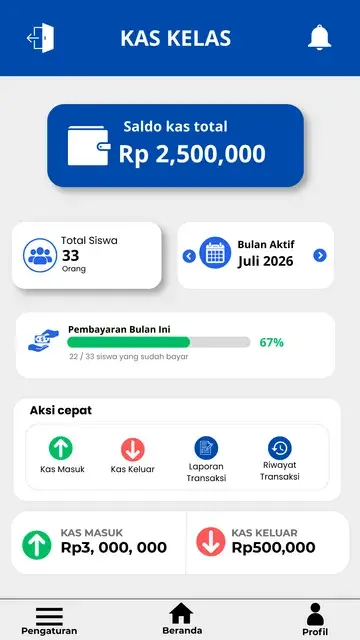 KAS KELAS
Saldo kas total
Rp 2,500,000
Total Siswa
33
Orang
Bulan Aktif
Juli 2026
Pembayaran Bulan Ini
67%
22 / 33 siswa yang sudah bayar
Aksi cepat
Kas Masuk
Kas Keluar
Laporan
Transaksi
Riwayat
Transaksi
KAS MASUK
Rp3, 000, 000
KAS KELUAR
Rp500,000
Pengaturan
Beranda
Profil